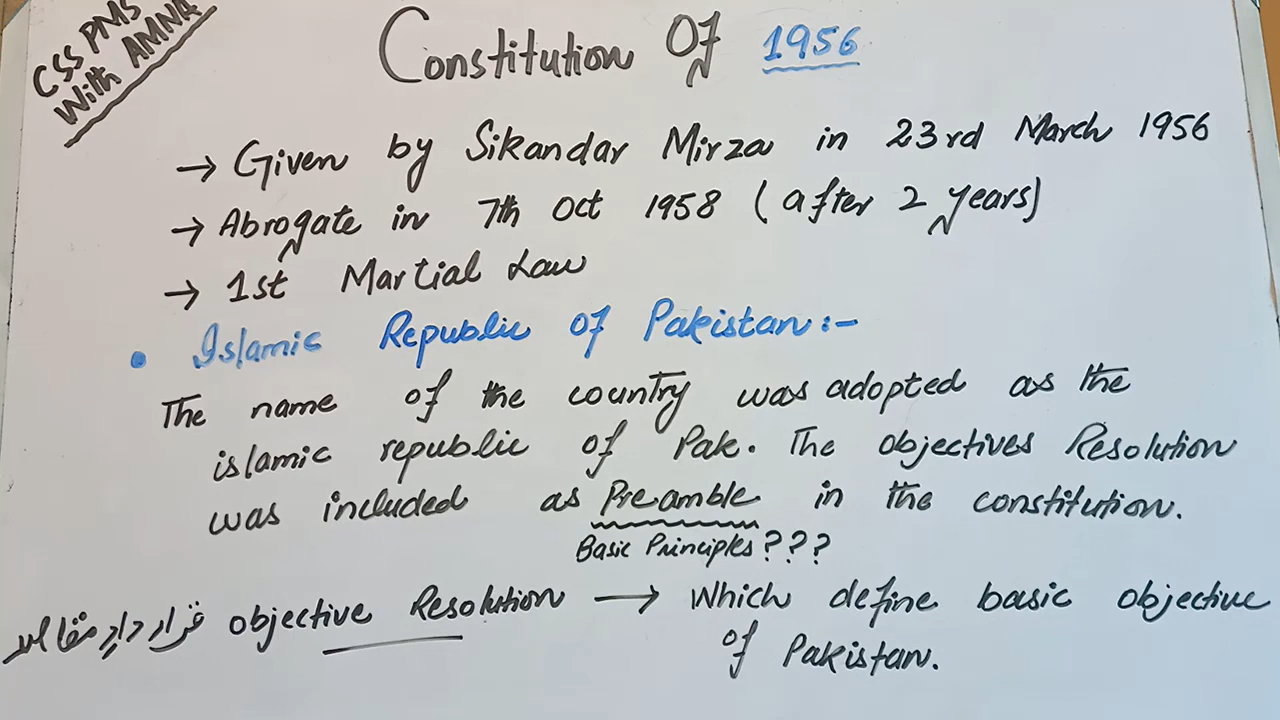 CSS PMS
With AMNA
Constitution Of 1956
→ Given by Sikandar Mirza in 23rd March 1956
→ Abrogate in 7th Oct 1958 (after 2 years)
→ 1st Martial Law
• Islamic Republic of Pakistan:-
The name of the country was adopted as the
islamic republic of Pak. The objectives Resolution
was included as Preamble in the constitution.
Basic Principles???
قرارداد مقاصد objective Resolution → Which define basic objective
of Pakistan.